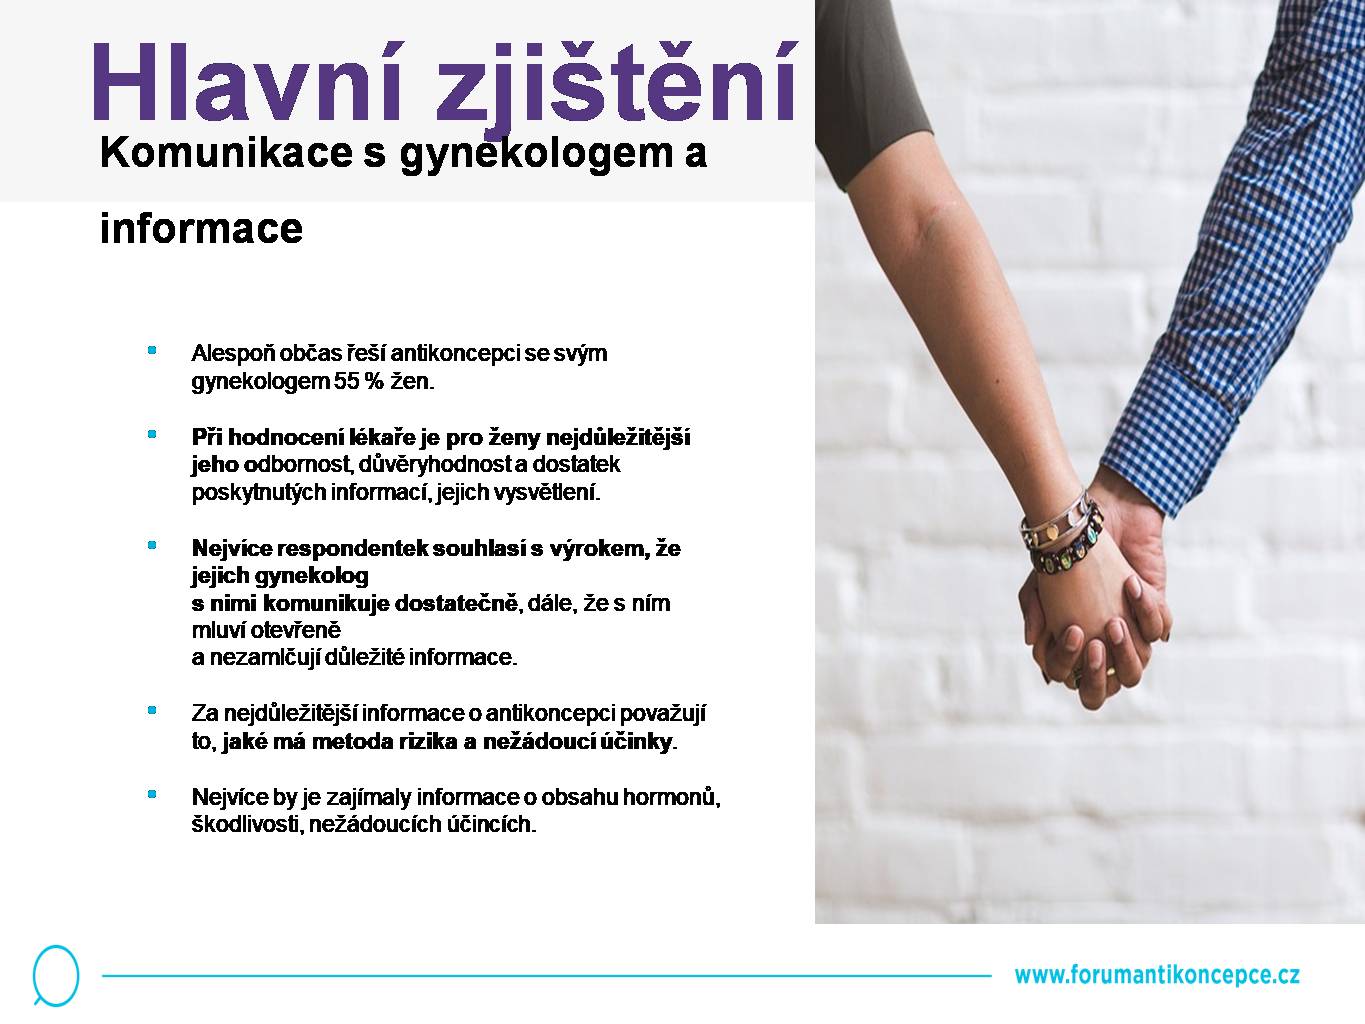 Hlavní zjištění
Komunikace s gynekologem a
informace
Alespoň občas řeší antikoncepci se svým
gynekologem 55 % žen.
Při hodnocení lékaře je pro ženy nejdůležitější
jeho odbornost, důvěryhodnost a dostatek
poskytnutých informací, jejich vysvětlení.
Nejvíce respondentek souhlasí s výrokem, že
jejich gynekolog
s nimi komunikuje dostatečně, dále, že s ním
mluví otevřeně
a nezamlčují důležité informace.
Za nejdůležitější informace o antikoncepci považují
to, jaké má metoda rizika a nežádoucí účinky.
Nejvíce by je zajímaly informace o obsahu hormonů,
škodlivosti, nežádoucích účincích.
www.forumantikoncepce.cz